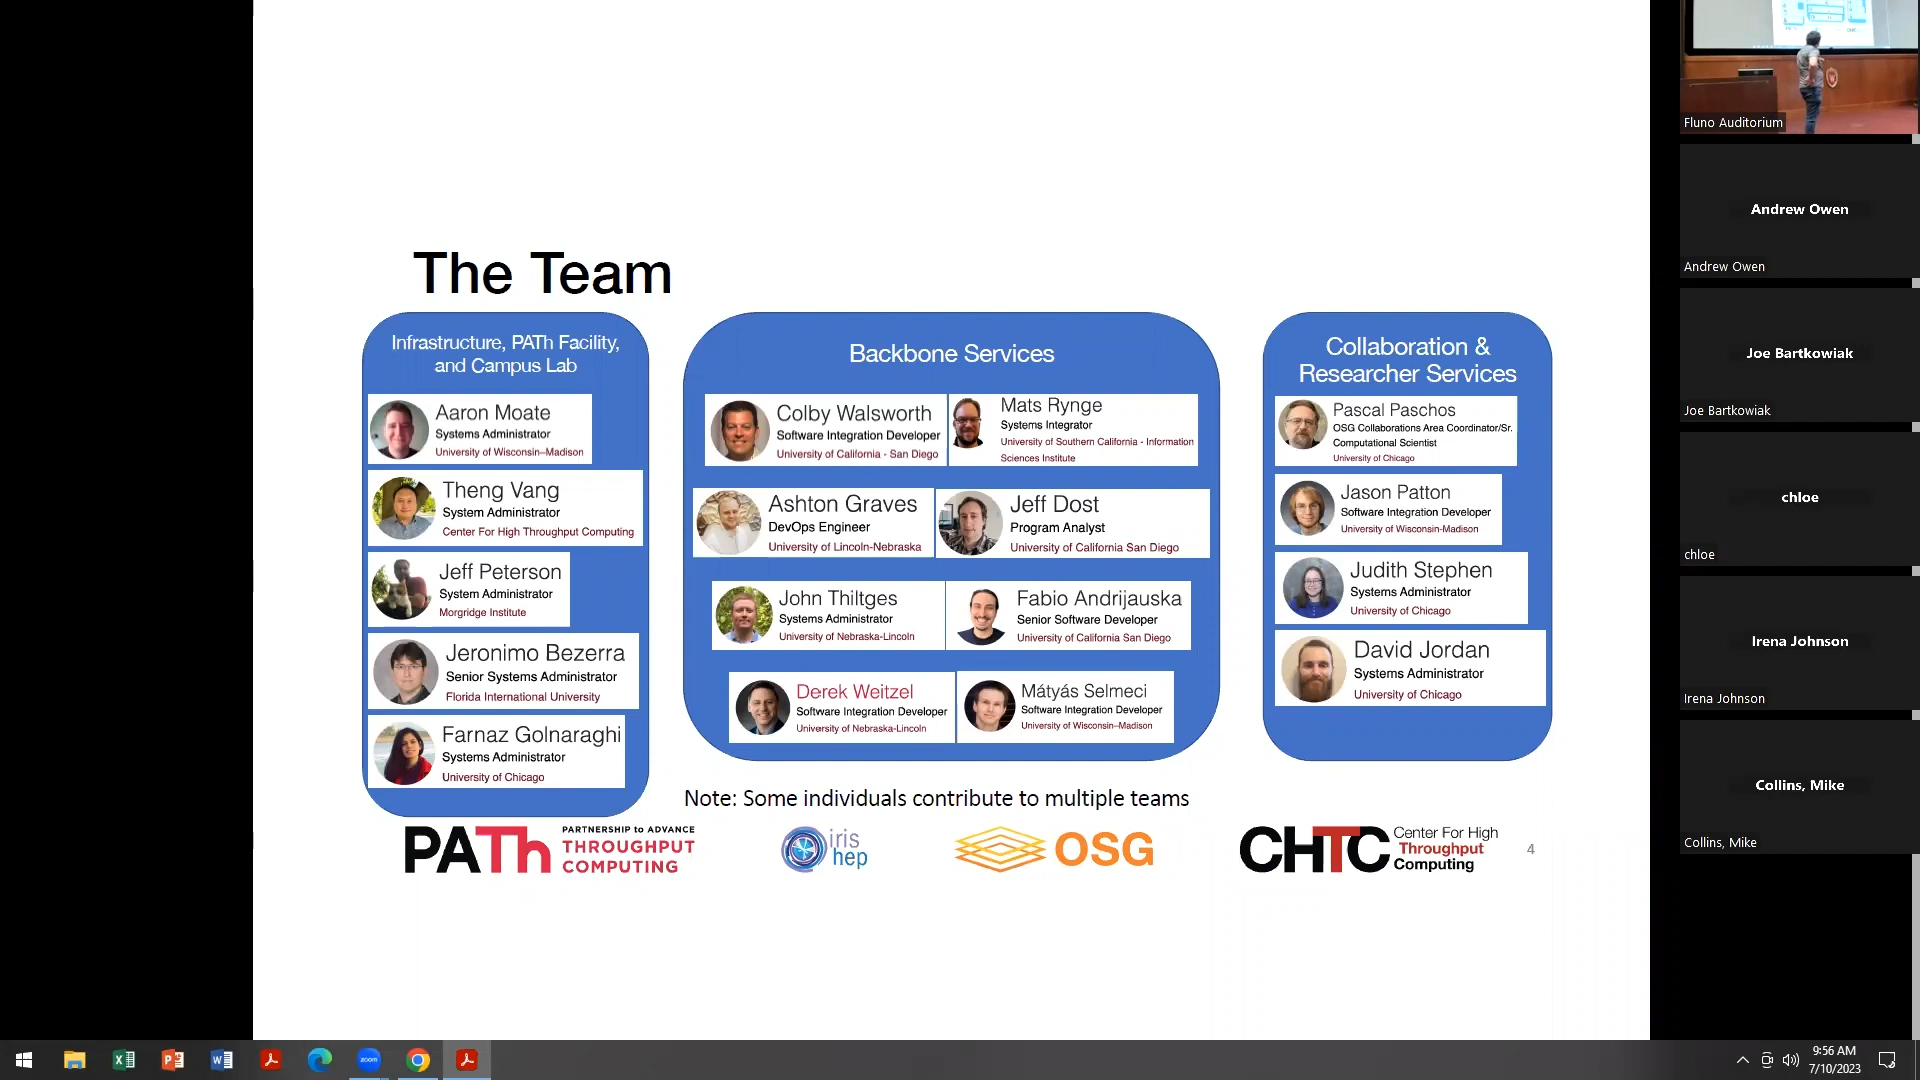 The Team
Infrastructure, PATh Facility,
and Campus Lab
Aaron Moate
Systems Administrator
University of Wisconsin–Madison
Theng Vang
System Administrator
Center For High Throughput Computing
Jeff Peterson
System Administrator
Morgridge Institute
Jeronimo Bezerra
Senior Systems Administrator
Florida International University
Farnaz Golnaraghi
Systems Administrator
University of Chicago
Backbone Services
Colby Walsworth
Software Integration Developer
University of California - San Diego
Mats Rynge
Systems Integrator
University of Southern California - Information
Sciences Institute
Ashton Graves
DevOps Engineer
University of Lincoln-Nebraska
Jeff Dost
Program Analyst
University of California San Diego
John Thiltges
Systems Administrator
University of Nebraska-Lincoln
Fabio Andrijauska
Senior Software Developer
University of California San Diego
Derek Weitzel
Software Integration Developer
University of Nebraska-Lincoln
Mátyás Selmeci
Software Integration Developer
University of Wisconsin–Madison
Collaboration &
Researcher Services
Pascal Paschos
OSG Collaborations Area Coordinator/Sr.
Computational Scientist
University of Chicago
Jason Patton
Software Integration Developer
University of Wisconsin-Madison
Judith Stephen
Systems Administrator
University of Chicago
David Jordan
Systems Administrator
University of Chicago
Note: Some individuals contribute to multiple teams
PATh
PARTNERSHIP to ADVANCE
THROUGHPUT
COMPUTING
iris
hep
OSG
CHTC
Center For High
Throughput
Computing
4
Fluno Auditorium
Andrew Owen
Andrew Owen
Joe Bartkowiak
Joe Bartkowiak
chloe
chloe
Irena Johnson
Irena Johnson
Collins, Mike
Collins, Mike
zoom
9:56 AM
7/10/2023